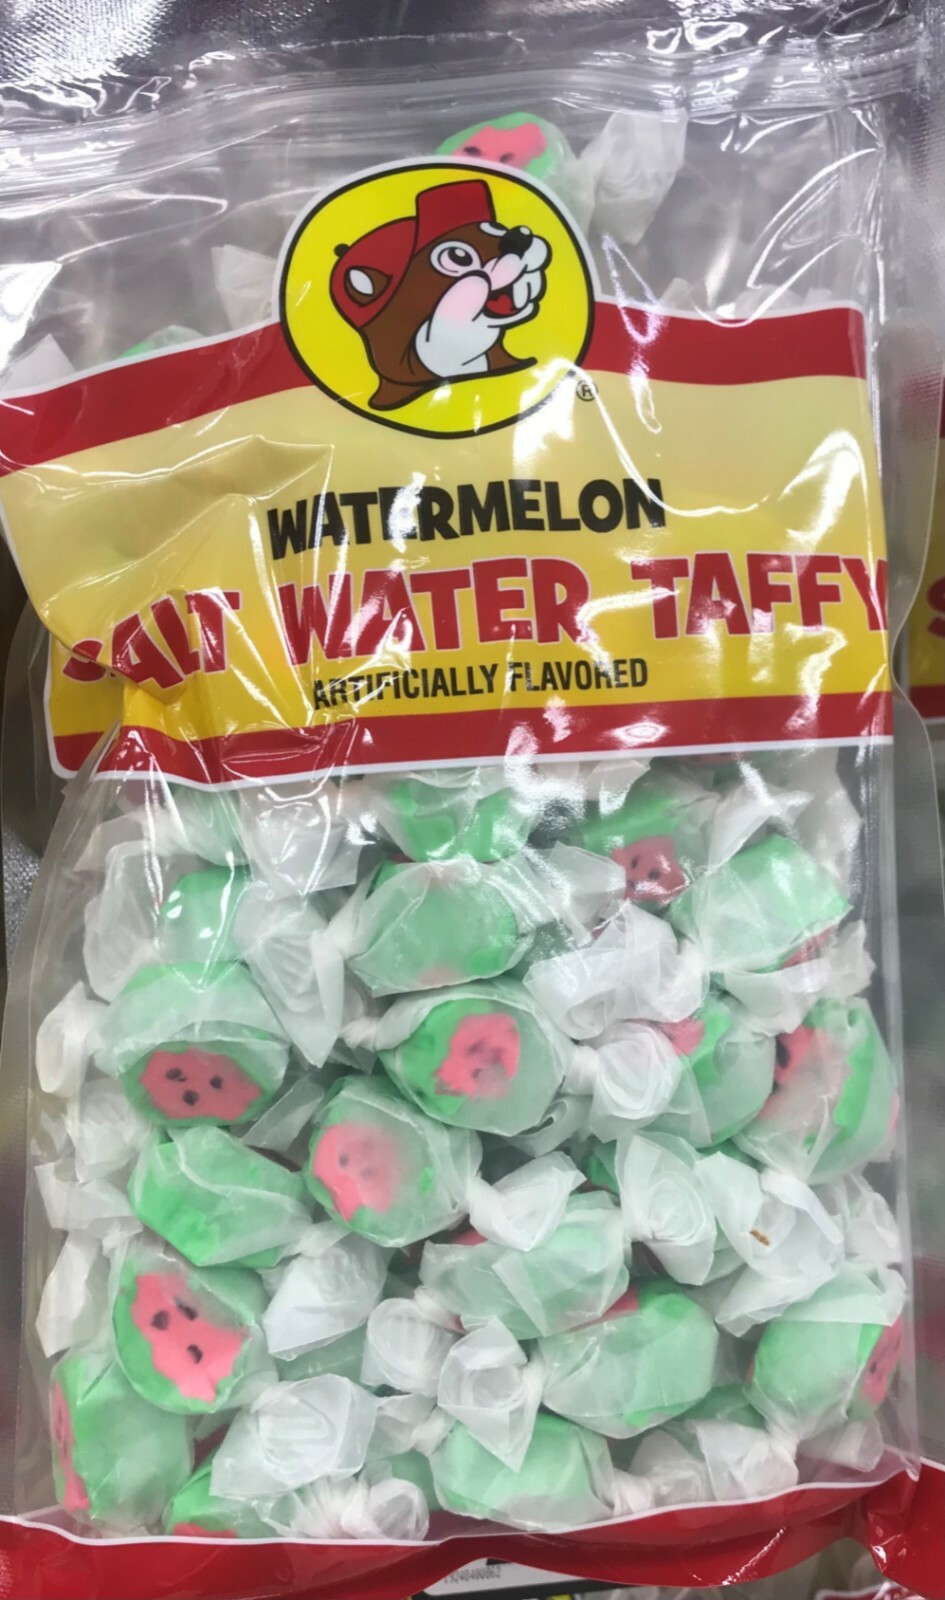 ®
WATERMELON
SALT WATER TAFFY
ARTIFICIALLY FLAVORED